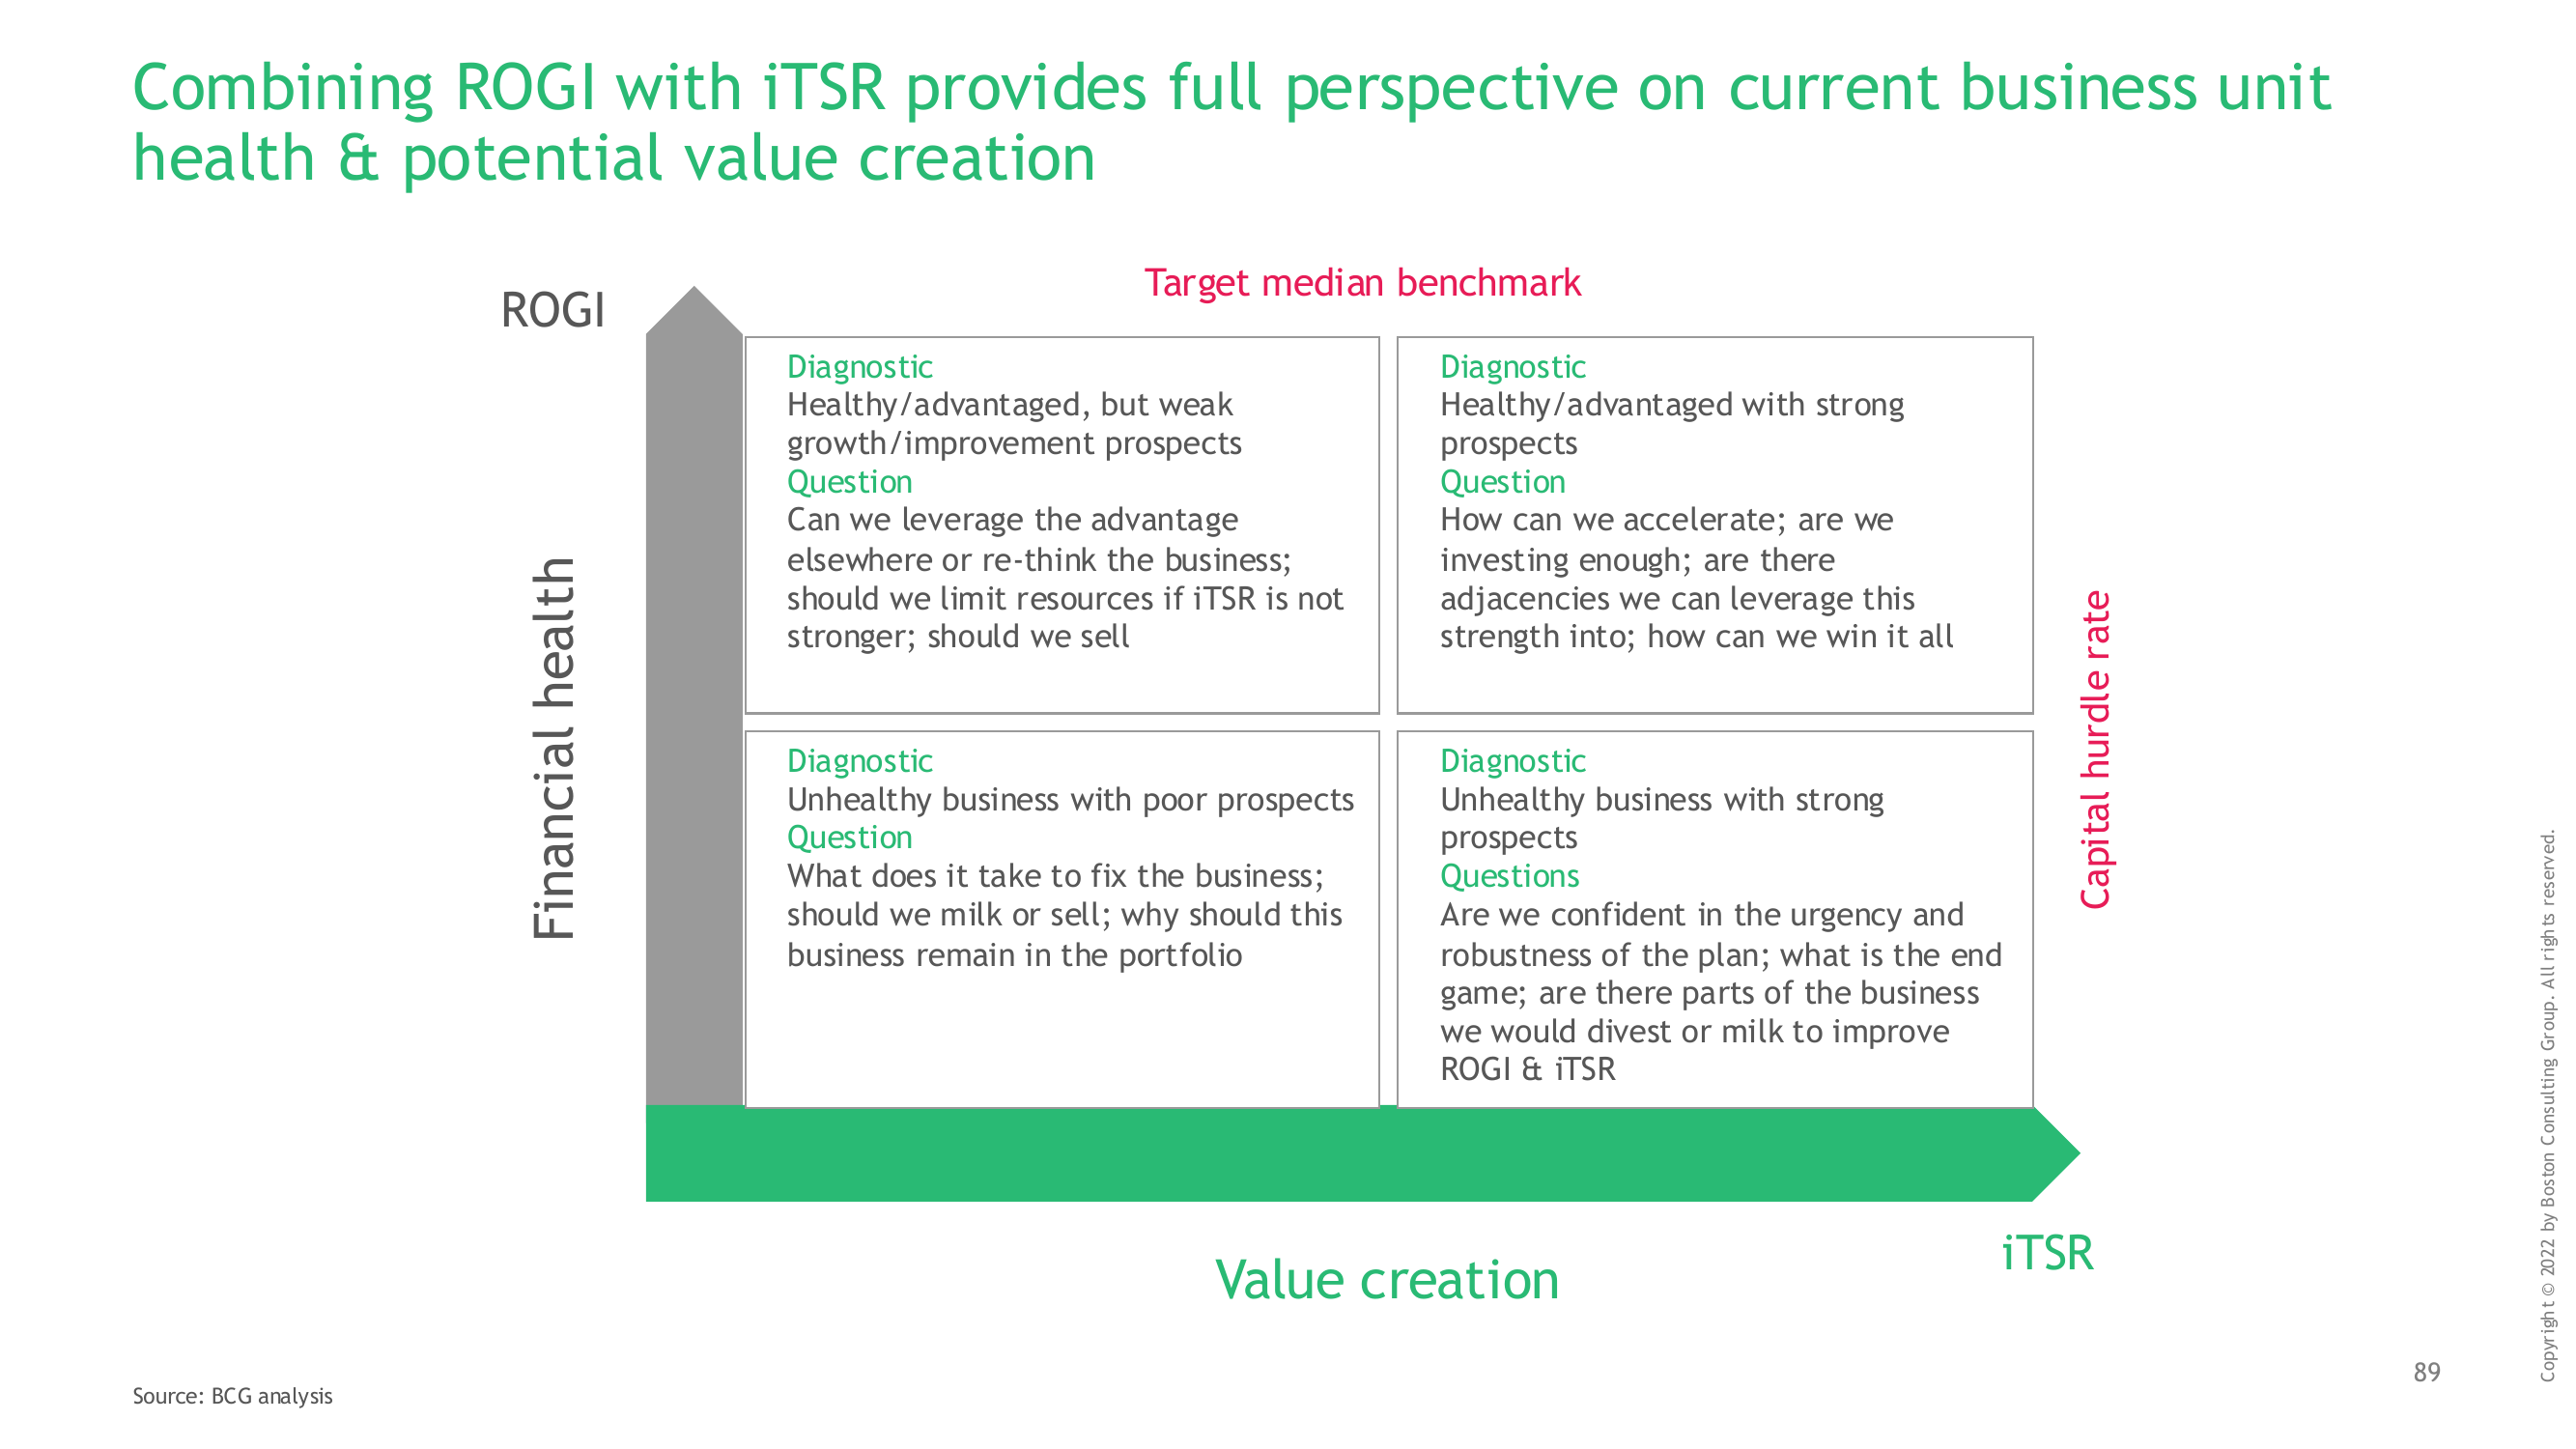 Combining ROGI with iTSR provides full perspective on current business unit
health & potential value creation
Target median benchmark
ROGI
Financial health
Diagnostic
Healthy/advantaged, but weak
growth/improvement prospects
Question
Can we leverage the advantage
elsewhere or re-think the business;
should we limit resources if iTSR is not
stronger; should we sell
Diagnostic
Healthy/advantaged with strong
prospects
Question
How can we accelerate; are we
investing enough; are there
adjacencies we can leverage this
strength into; how can we win it all
Diagnostic
Unhealthy business with poor prospects
Question
What does it take to fix the business;
should we milk or sell; why should this
business remain in the portfolio
Diagnostic
Unhealthy business with strong
prospects
Questions
Are we confident in the urgency and
robustness of the plan; what is the end
game; are there parts of the business
we would divest or milk to improve
ROGI & iTSR
Capital hurdle rate
iTSR
Value creation
Source: BCG analysis
89
Copyright © 2022 by Boston Consulting Group. All rights reserved.